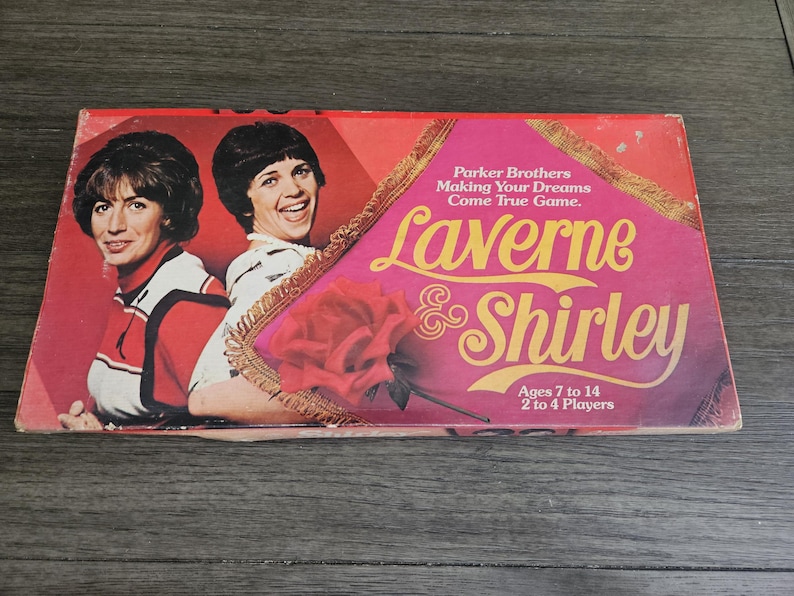 Parker Brothers
Making Your Dreams
Come True Game.
Laverne
& Shirley
Ages 7 to 14
2 to 4 Players